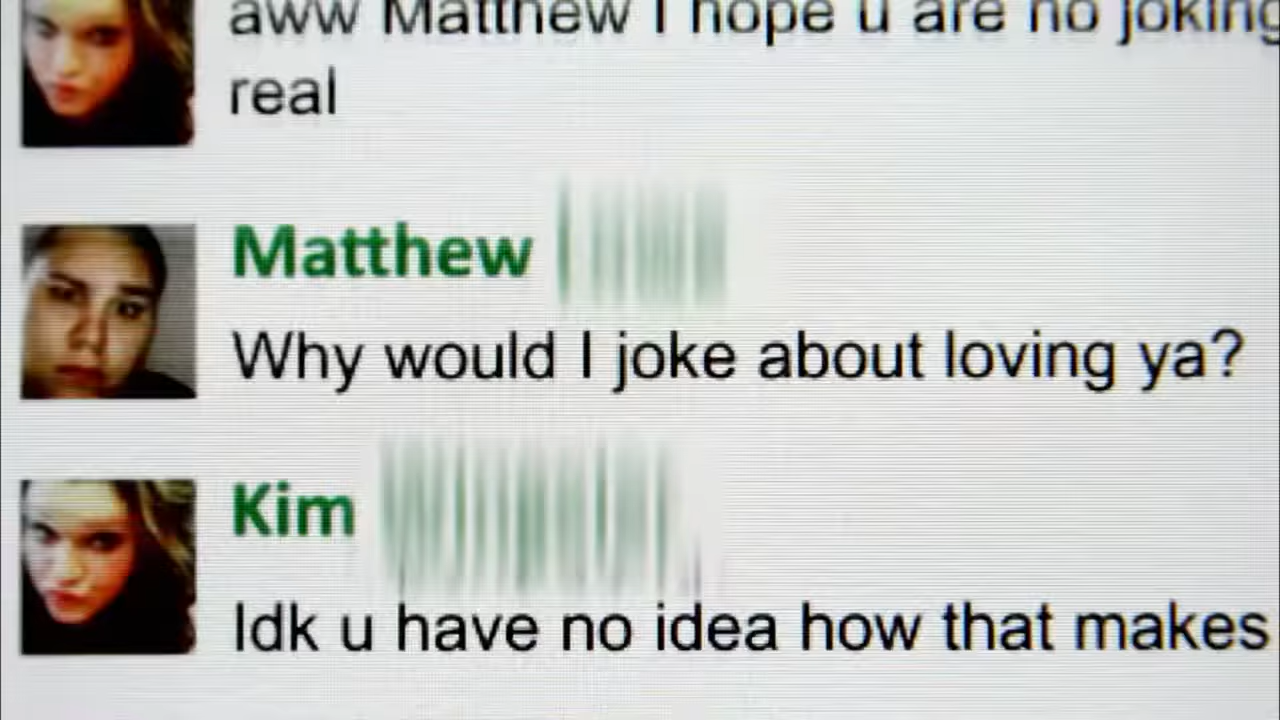 aww Matthew I hope u are no joking
real
Matthew
Why would I joke about loving ya?
Kim
Idk u have no idea how that makes